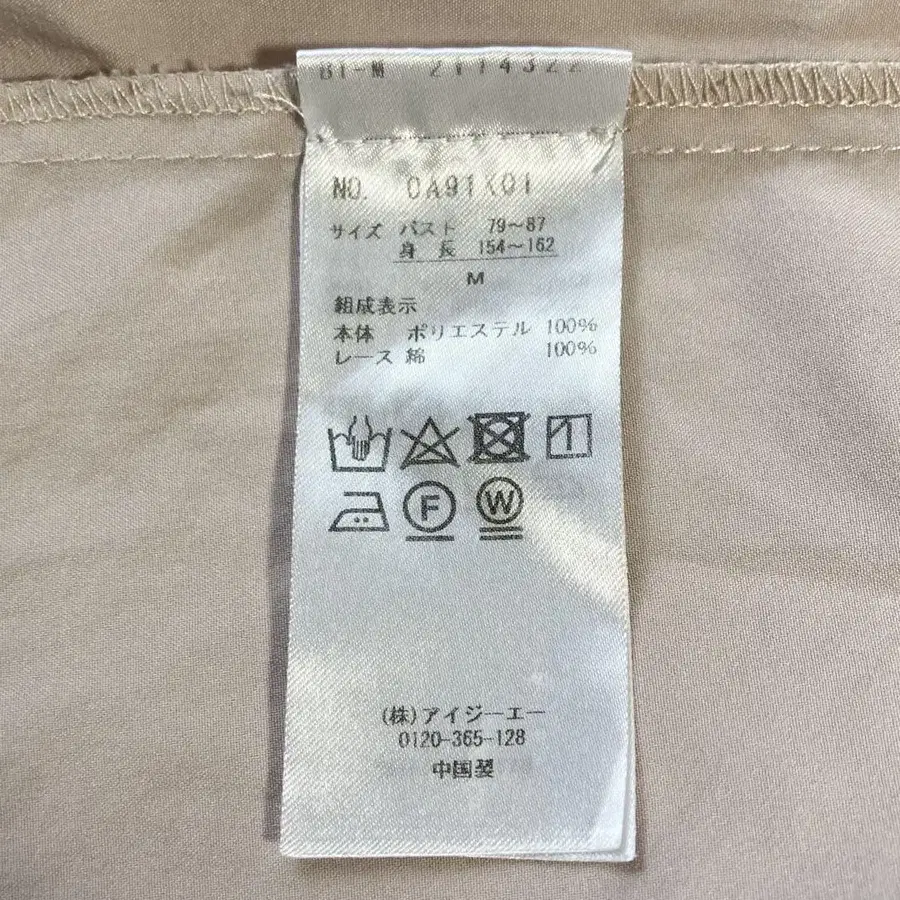 NO. 0A91X01
サイズ バスト 79～87
身長 154～162
M
組成表示
本体 ポリエステル 100%
レース 綿 100%
F W
(株)アイジーエー
0120-365-128
中国製